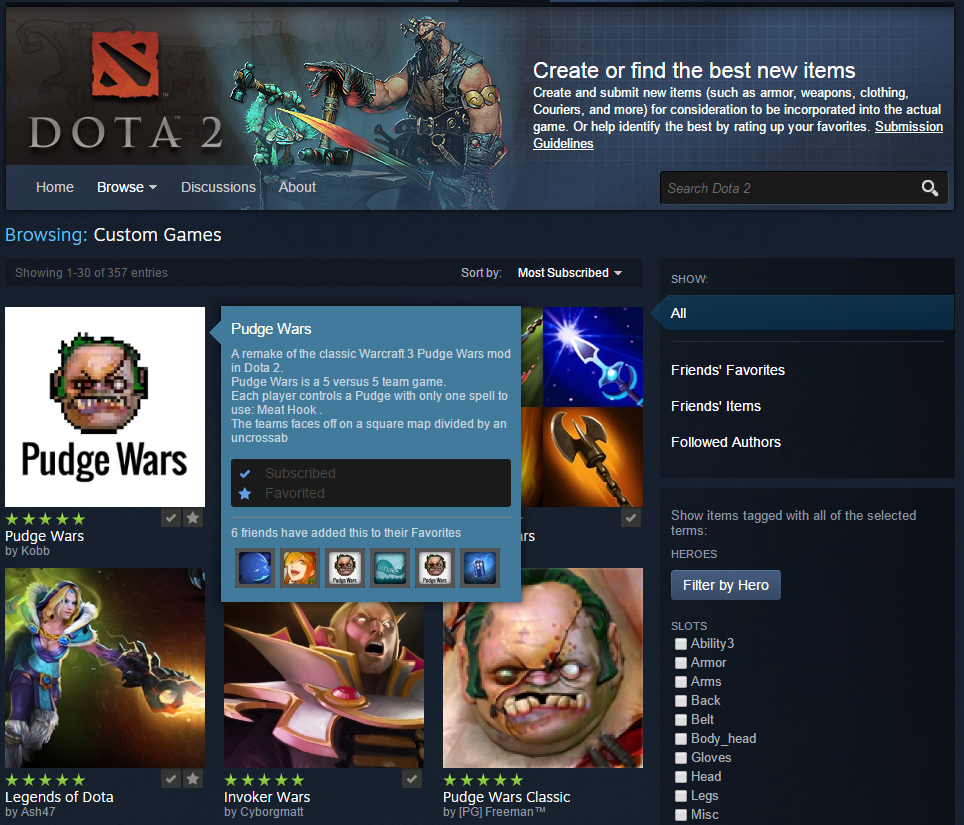 DOTA 2
Create or find the best new items
Create and submit new items (such as armor, weapons, clothing,
Couriers, and more) for consideration to be incorporated into the actual
game. Or help identify the best by rating up your favorites. Submission
Guidelines
Home Browse Discussions About
Search Dota 2
Browsing: Custom Games
Showing 1-30 of 357 entries
Sort by: Most Subscribed
Pudge Wars
Pudge Wars
by Kobb
Pudge Wars
A remake of the classic Warcraft 3 Pudge Wars mod
in Dota 2.
Pudge Wars is a 5 versus 5 team game.
Each player controls a Pudge with only one spell to
use: Meat Hook .
The teams faces off on a square map divided by an
uncrossab
Subscribed
Favorited
6 friends have added this to their Favorites
Pudge Wars
Pudge Wars
rs
Legends of Dota
by Ash47
Invoker Wars
by Cyborgmatt
Pudge Wars Classic
by [PG] Freeman™
SHOW:
All
Friends' Favorites
Friends' Items
Followed Authors
Show items tagged with all of the selected
terms:
HEROES
Filter by Hero
SLOTS
Ability3
Armor
Arms
Back
Belt
Body_head
Gloves
Head
Legs
Misc